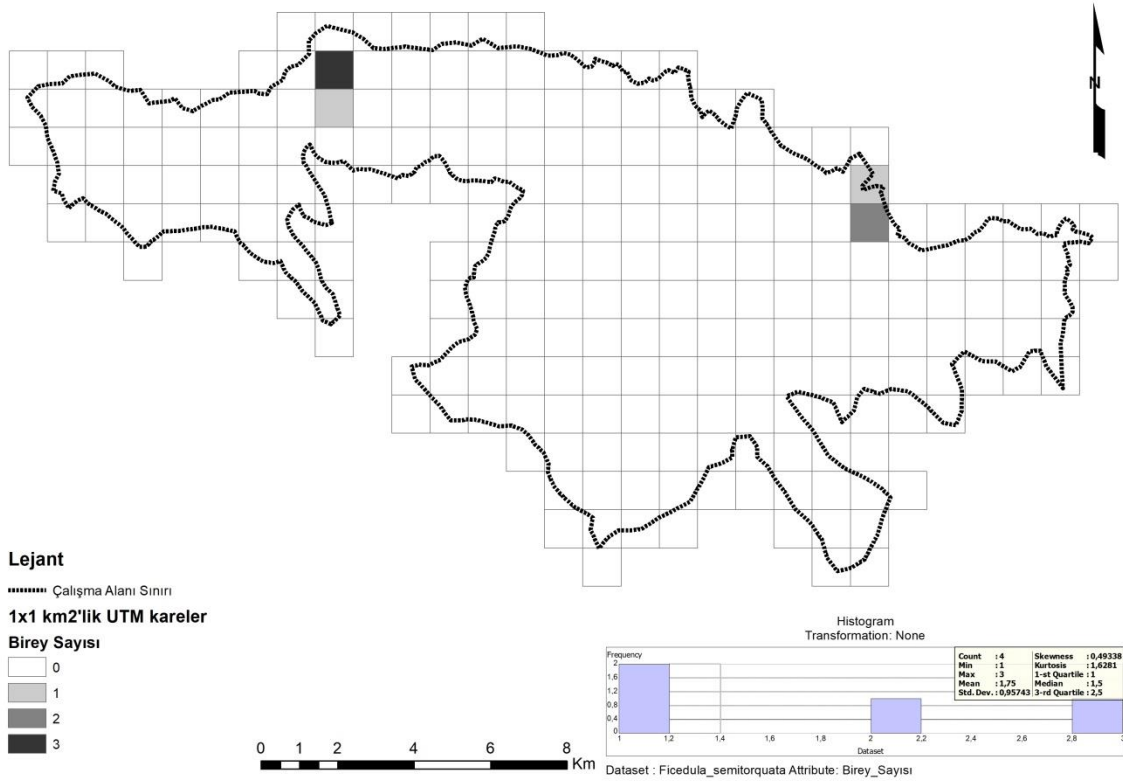 N
Lejant
Çalışma Alanı Sınırı
1x1 km2'lik UTM kareler
Birey Sayısı
0
1
2
3
0 1 2 4 6 8
Km
Histogram
Transformation: None
Frequency
2
1,6
1,2
0,8
0,4
0
1 1,2 1,4 1,6 1,8 2 2,2 2,4 2,6 2,8 3
Dataset
Count : 4 Skewness : 0,49338
Min : 1 Kurtosis : 1,6281
Max : 3 1-st Quartile : 1
Mean : 1,75 Median : 1,5
Std. Dev. : 0,95743 3-rd Quartile : 2,5
Dataset : Ficedula_semitorquata Attribute: Birey_Sayısı